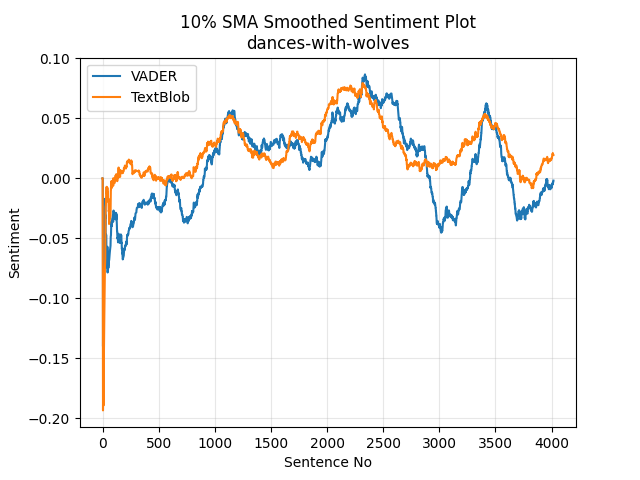 10% SMA Smoothed Sentiment Plot
dances-with-wolves
VADER
TextBlob
0.10
0.05
0.00
−0.05
−0.10
−0.15
−0.20
Sentiment
0 500 1000 1500 2000 2500 3000 3500 4000
Sentence No